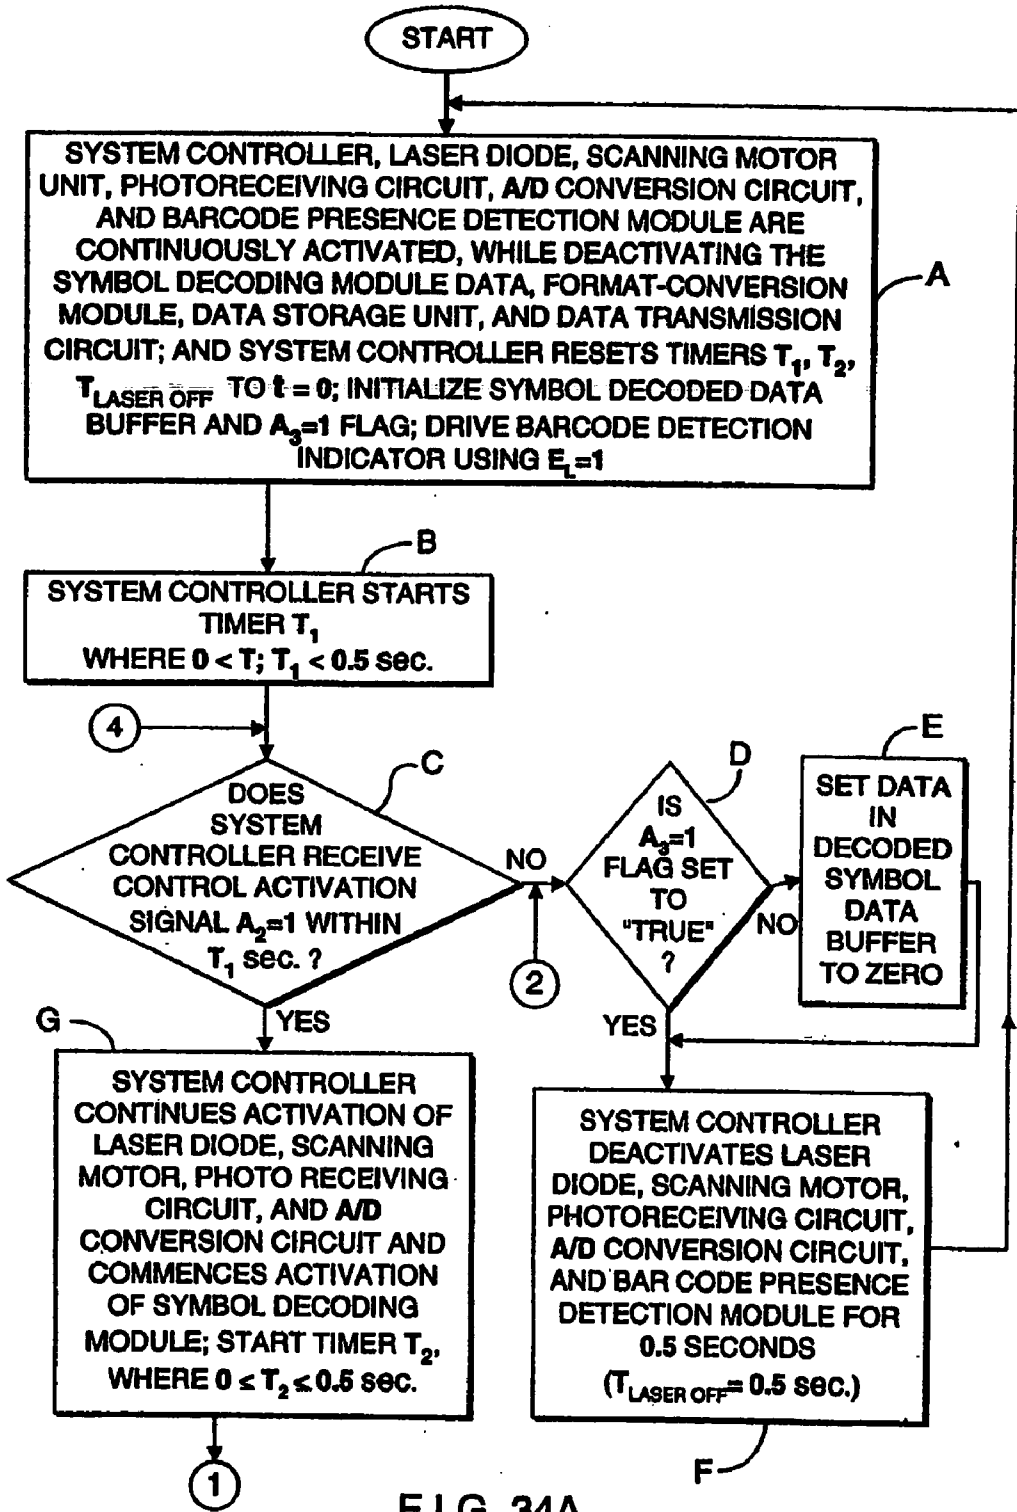 START
SYSTEM CONTROLLER, LASER DIODE, SCANNING MOTOR
UNIT, PHOTORECEIVING CIRCUIT, A/D CONVERSION CIRCUIT,
AND BARCODE PRESENCE DETECTION MODULE ARE
CONTINUOUSLY ACTIVATED, WHILE DEACTIVATING THE
SYMBOL DECODING MODULE DATA, FORMAT-CONVERSION
MODULE, DATA STORAGE UNIT, AND DATA TRANSMISSION
CIRCUIT; AND SYSTEM CONTROLLER RESETS TIMERS T₁, T₂,
T LASER OFF TO t = 0; INITIALIZE SYMBOL DECODED DATA
BUFFER AND A₃=1 FLAG; DRIVE BARCODE DETECTION
INDICATOR USING E_L=1
A
B
SYSTEM CONTROLLER STARTS
TIMER T₁
WHERE 0 < T; T₁ < 0.5 sec.
4
C
DOES
SYSTEM
CONTROLLER RECEIVE
CONTROL ACTIVATION
SIGNAL A₂=1 WITHIN
T₁ sec. ?
NO
2
D
IS
A₃=1
FLAG SET
TO
"TRUE"
?
NO
E
SET DATA
IN
DECODED
SYMBOL
DATA
BUFFER
TO ZERO
YES
YES
G
SYSTEM CONTROLLER
CONTINUES ACTIVATION OF
LASER DIODE, SCANNING
MOTOR, PHOTO RECEIVING
CIRCUIT, AND A/D
CONVERSION CIRCUIT AND
COMMENCES ACTIVATION
OF SYMBOL DECODING
MODULE; START TIMER T₂,
WHERE 0 ≤ T₂ ≤ 0.5 sec.
1
SYSTEM CONTROLLER
DEACTIVATES LASER
DIODE, SCANNING MOTOR,
PHOTORECEIVING CIRCUIT,
A/D CONVERSION CIRCUIT,
AND BAR CODE PRESENCE
DETECTION MODULE FOR
0.5 SECONDS
(T LASER OFF = 0.5 sec.)
F
FIG. 34A